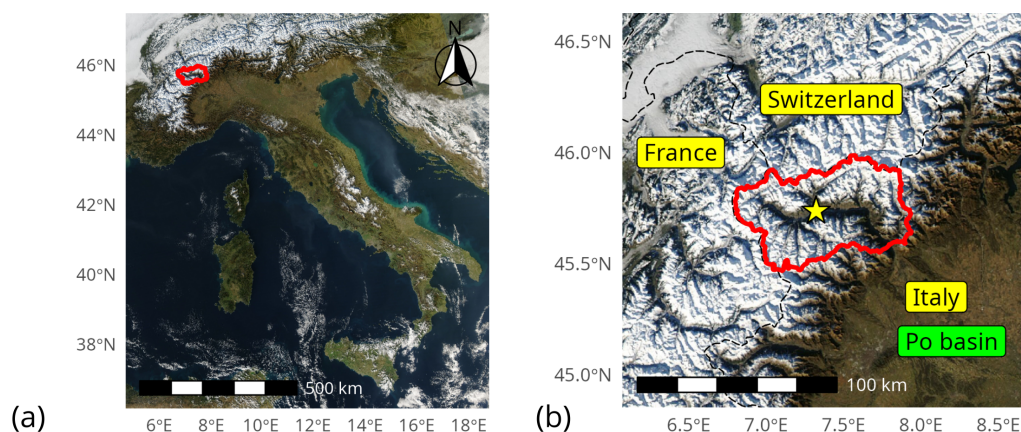 N
46°N
44°N
42°N
40°N
38°N
500 km
6°E 8°E 10°E 12°E 14°E 16°E 18°E
(a)
46.5°N
46.0°N
45.5°N
45.0°N
Switzerland
France
Italy
Po basin
100 km
6.5°E 7.0°E 7.5°E 8.0°E 8.5°E
(b)